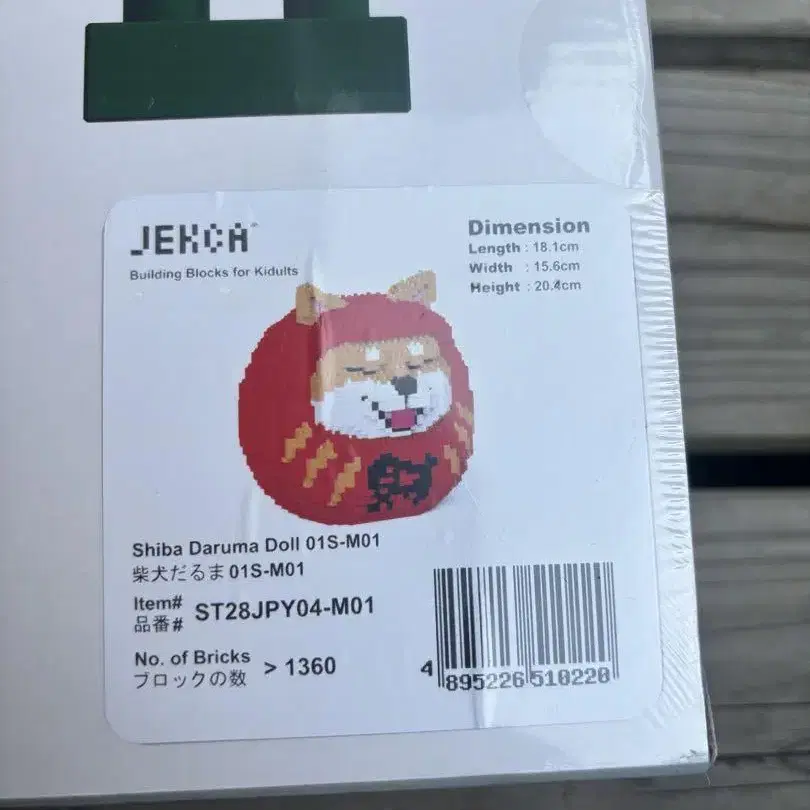 JEKCA®
Building Blocks for Kidults
Dimension
Length : 18.1cm
Width : 15.6cm
Height : 20.4cm
Shiba Daruma Doll 01S-M01
柴犬だるま 01S-M01
Item# ST28JPY04-M01
品番#
No. of Bricks > 1360
ブロックの数
4 895226 510220